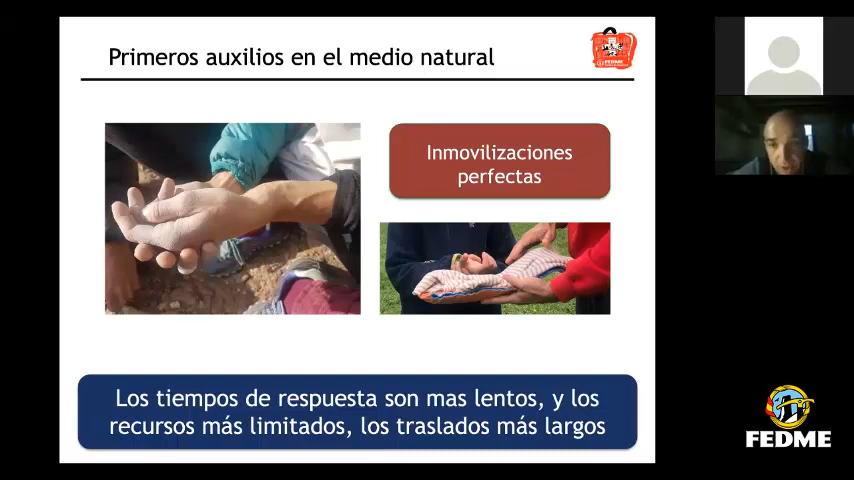 Primeros auxilios en el medio natural
FEDME
Inmovilizaciones
perfectas
Los tiempos de respuesta son mas lentos, y los
recursos más limitados, los traslados más largos
FEDME